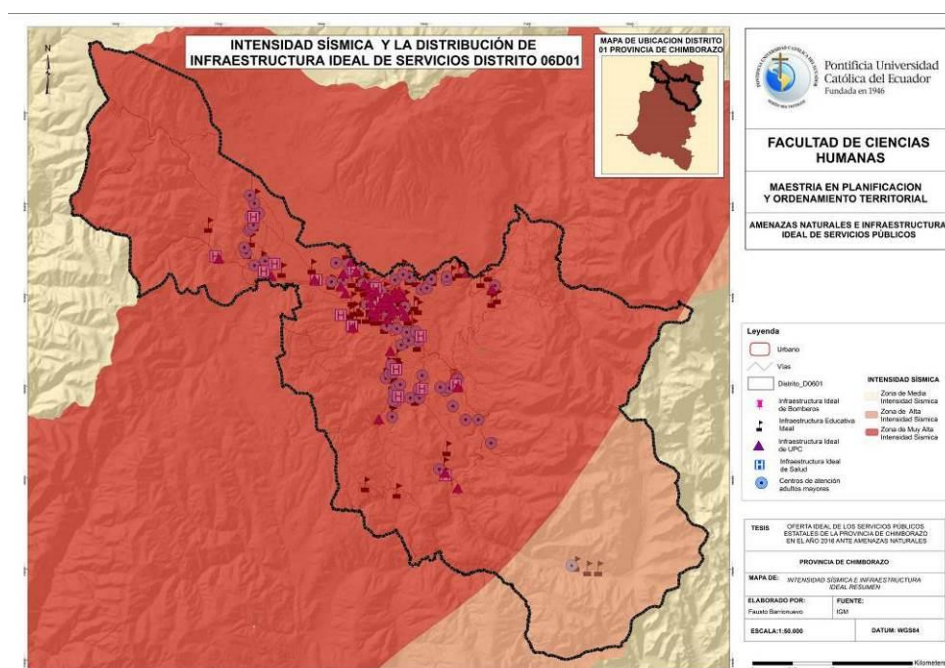 INTENSIDAD SÍSMICA Y LA DISTRIBUCIÓN DE
INFRAESTRUCTURA IDEAL DE SERVICIOS DISTRITO 06D01
MAPA DE UBICACION DISTRITO
01 PROVINCIA DE CHIMBORAZO
N
Pontificia Universidad
Católica del Ecuador
Fundada en 1946
FACULTAD DE CIENCIAS
HUMANAS
MAESTRIA EN PLANIFICACION
Y ORDENAMIENTO TERRITORIAL
AMENAZAS NATURALES E INFRAESTRUCTURA
IDEAL DE SERVICIOS PÚBLICOS
Leyenda
Urbano
Vías
Distrito_D0601
Infraestructura Ideal
de Bomberos
Infraestructura Educativa
Ideal
Infraestructura Ideal
de UPC
Infraestructura Ideal
de Salud
Centros de atención
adultos mayores
INTENSIDAD SÍSMICA
Zona de Media
Intensidad Sismica
Zona de Alta
Intensidad Sismica
Zona de Muy Alta
Intensidad Sismica
TESIS
OFERTA IDEAL DE LOS SERVICIOS PÚBLICOS
ESTATALES DE LA PROVINCIA DE CHIMBORAZO
EN EL AÑO 2016 ANTE AMENAZAS NATURALES
PROVINCIA DE CHIMBORAZO
MAPA DE: INTENSIDAD SÍSMICA E INFRAESTRUCTURA
IDEAL RESUMEN
ELABORADO POR:
Fausto Barrionuevo
FUENTE:
IGM
ESCALA:1:50.000
DATUM: WGS84
Kilometers